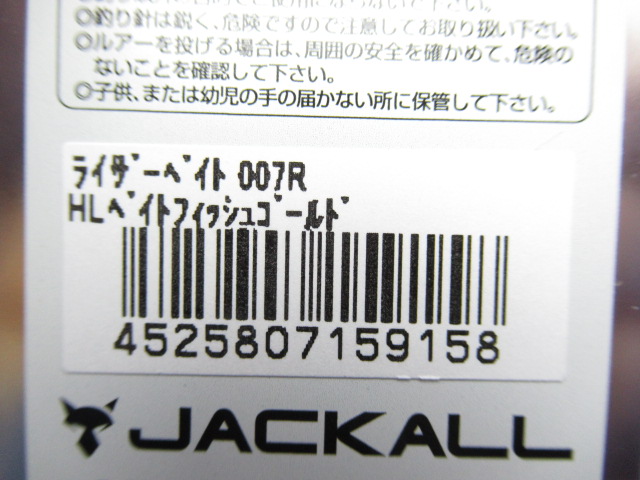 ◎釣り針は鋭く、危険ですので注意してお取り扱い下さい。
◎ルアーを投げる場合は、周囲の安全を確かめて、危険の
ないことを確認して下さい。
◎子供、または幼児の手の届かない所に保管して下さい。
ﾗｲｻﾞｰﾍﾞｲﾄ 007R
HLﾍﾞｲﾄﾌｨｯｼｭｺﾞｰﾙﾄﾞ
4525807159158
JACKALL